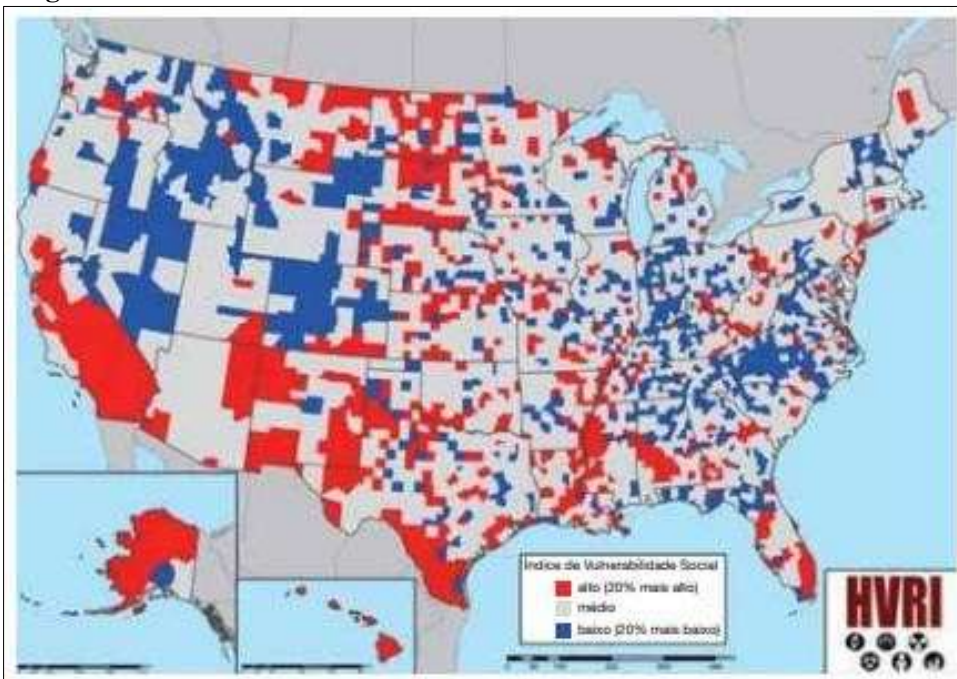 Índice de Vulnerabilidade Social
alto (20% mais alto)
médio
baixo (20% mais baixo)
HVRI